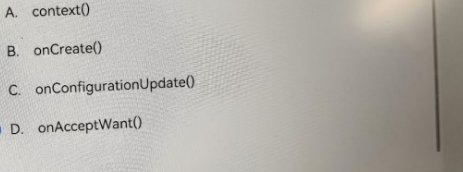 A. context()
B. onCreate()
C. onConfigurationUpdate()
D. onAcceptWant()